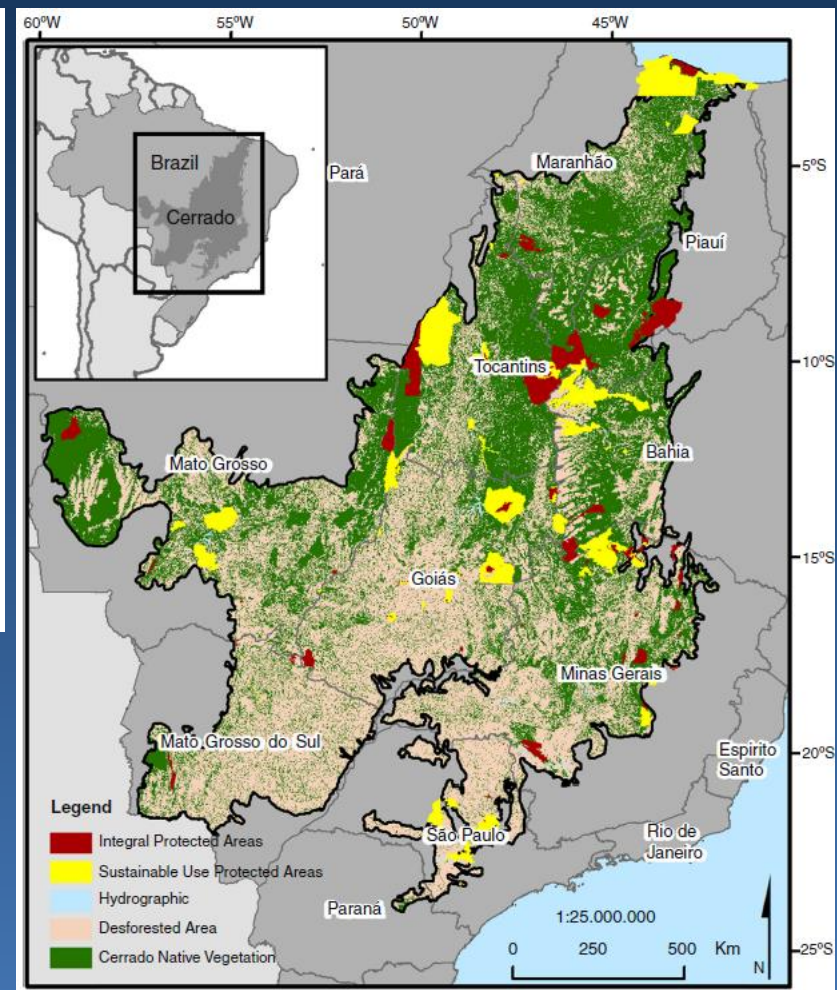 60ºW
55ºW
50ºW
45ºW
Brazil
Cerrado
Pará
Maranhão
5ºS
Piauí
10ºS
Tocantins
Bahia
Mato Grosso
15ºS
Goiás
Minas Gerais
Mato Grosso do Sul
20ºS
Espirito
Santo
Legend
Integral Protected Areas
Sustainable Use Protected Areas
Hydrographic
Desforested Area
Cerrado Native Vegetation
São Paulo
Rio de
Janeiro
Paraná
1:25.000.000
0 250 500 Km
N
25ºS